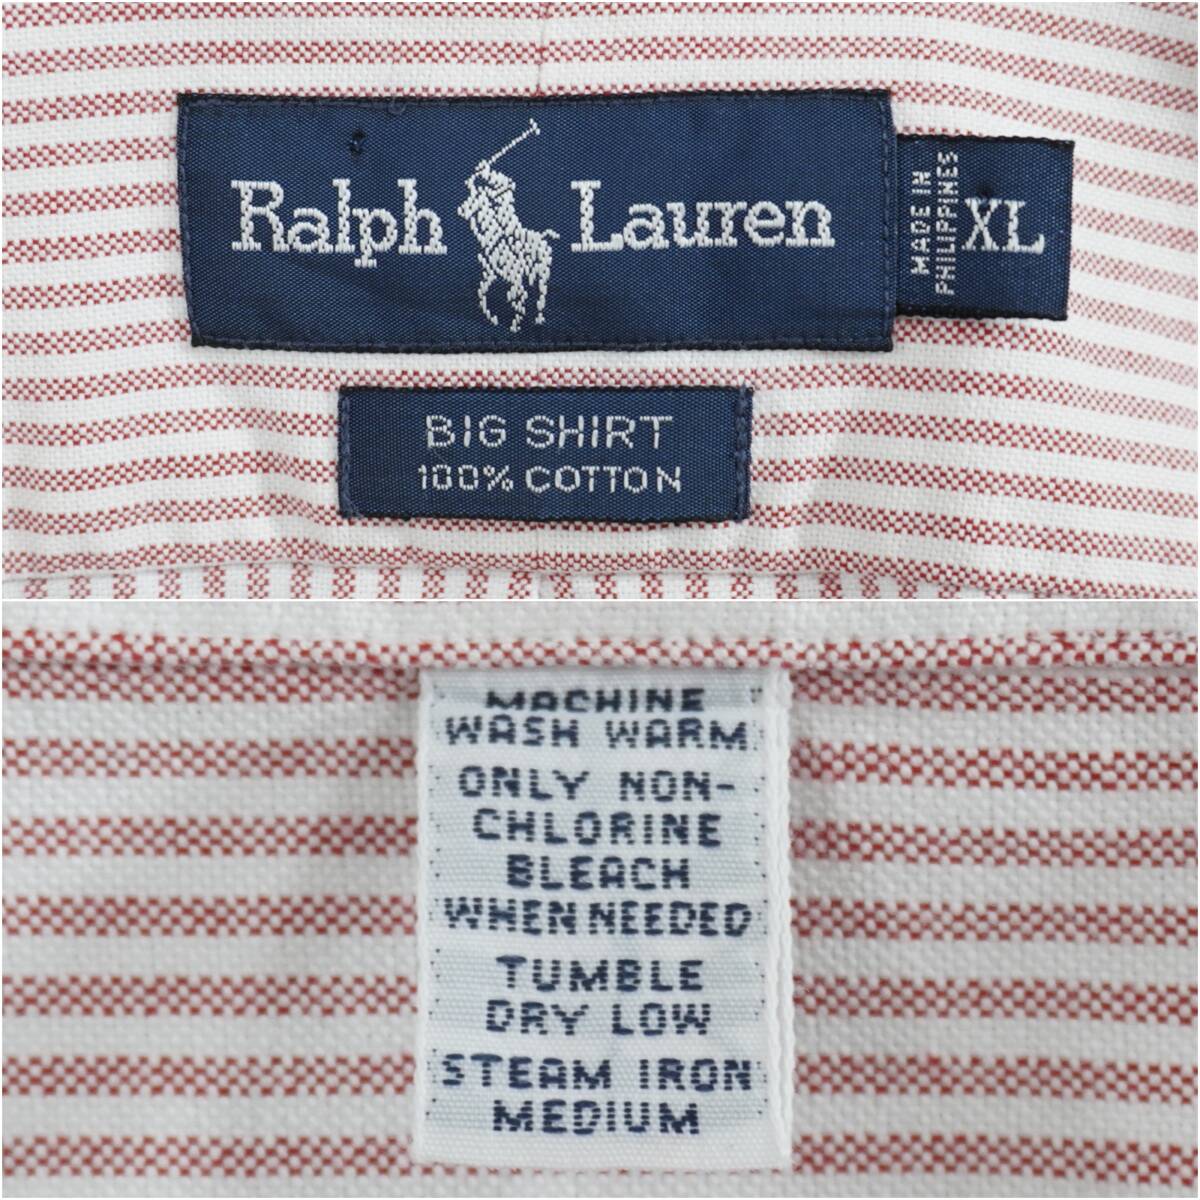 Ralph Lauren
MADE IN
PHILIPPINES
XL
BIG SHIRT
100% COTTON
MACHINE
WASH WARM
ONLY NON-
CHLORINE
BLEACH
WHEN NEEDED
TUMBLE
DRY LOW
STEAM IRON
MEDIUM